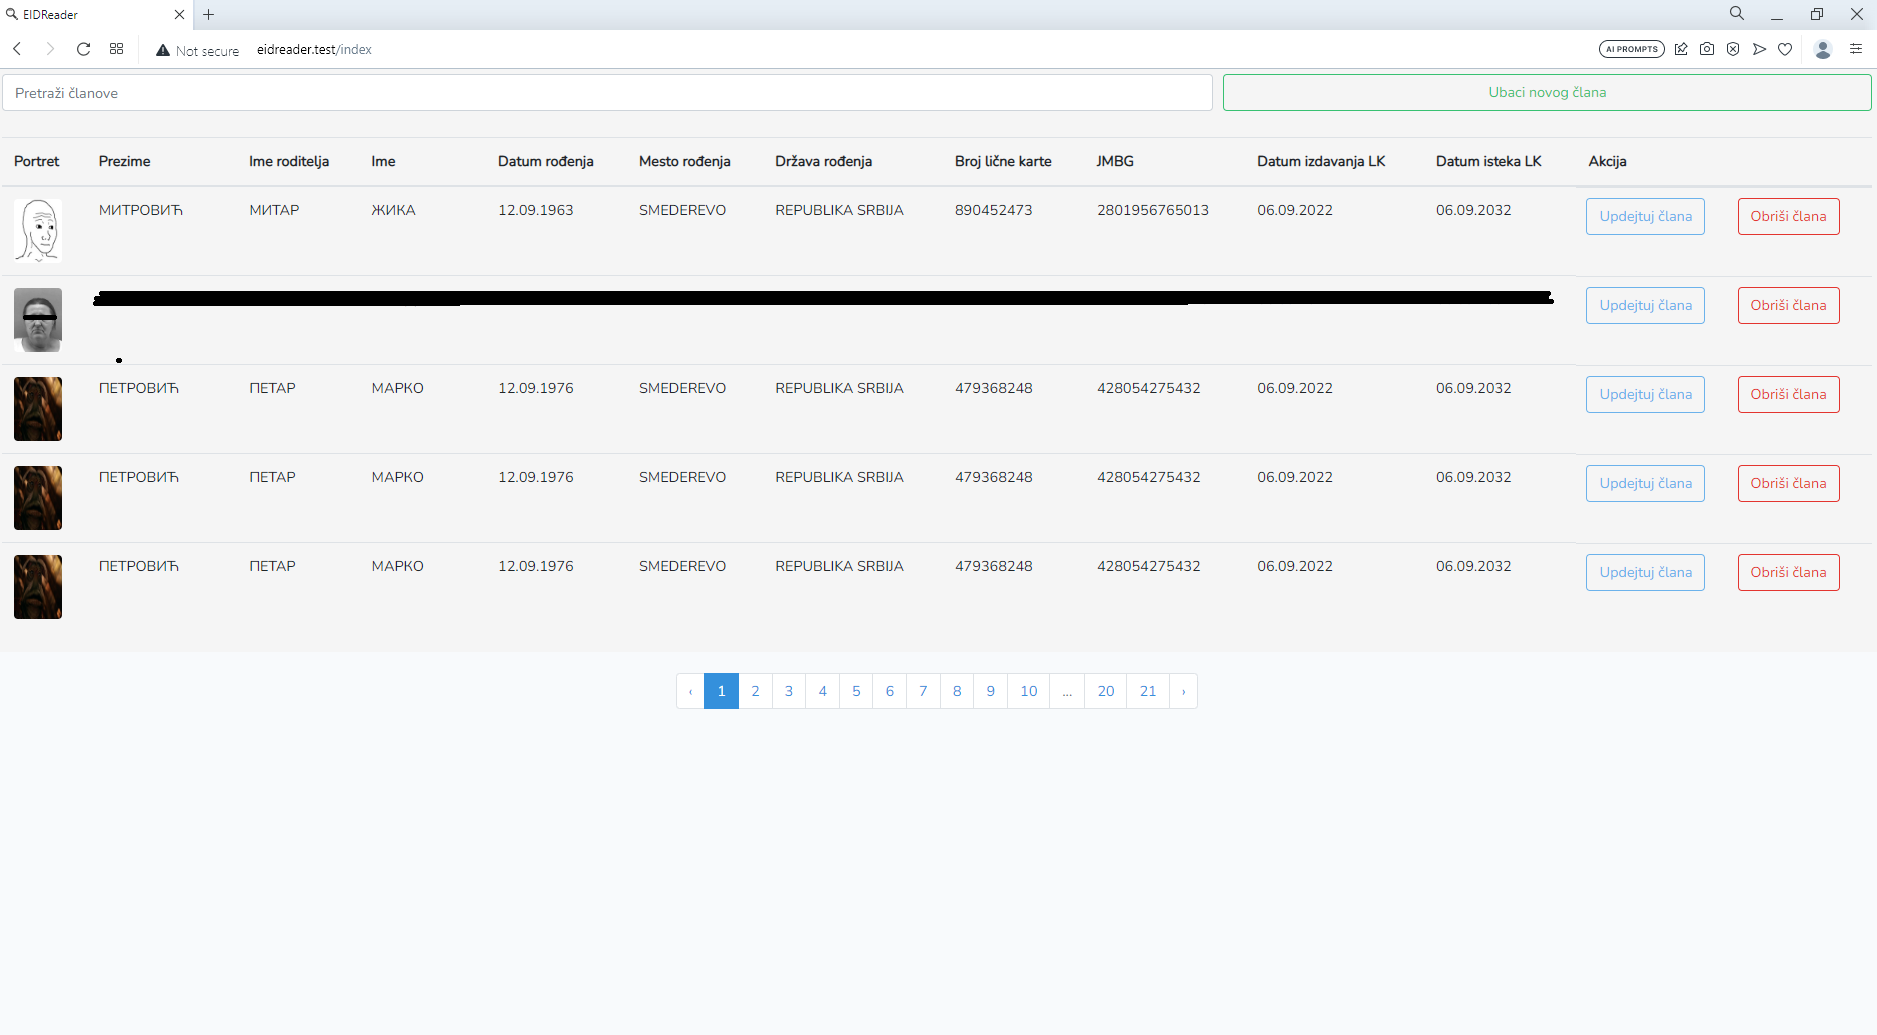 EIDReader
Not secure eidreader.test/index AI PROMPTS
Pretraži članove Ubaci novog člana
Portret Prezime Ime roditelja Ime Datum rođenja Mesto rođenja Država rođenja Broj lične karte JMBG Datum izdavanja LK Datum isteka LK Akcija
МИТРОВИЋ МИТАР ЖИКА 12.09.1963 SMEDEREVO REPUBLIKA SRBIJA 890452473 2801956765013 06.09.2022 06.09.2032 Updejtuj člana Obriši člana
Updejtuj člana Obriši člana
ПЕТРОВИЋ ПЕТАР МАРКО 12.09.1976 SMEDEREVO REPUBLIKA SRBIJA 479368248 428054275432 06.09.2022 06.09.2032 Updejtuj člana Obriši člana
ПЕТРОВИЋ ПЕТАР МАРКО 12.09.1976 SMEDEREVO REPUBLIKA SRBIJA 479368248 428054275432 06.09.2022 06.09.2032 Updejtuj člana Obriši člana
ПЕТРОВИЋ ПЕТАР МАРКО 12.09.1976 SMEDEREVO REPUBLIKA SRBIJA 479368248 428054275432 06.09.2022 06.09.2032 Updejtuj člana Obriši člana
‹ 1 2 3 4 5 6 7 8 9 10 ... 20 21 ›